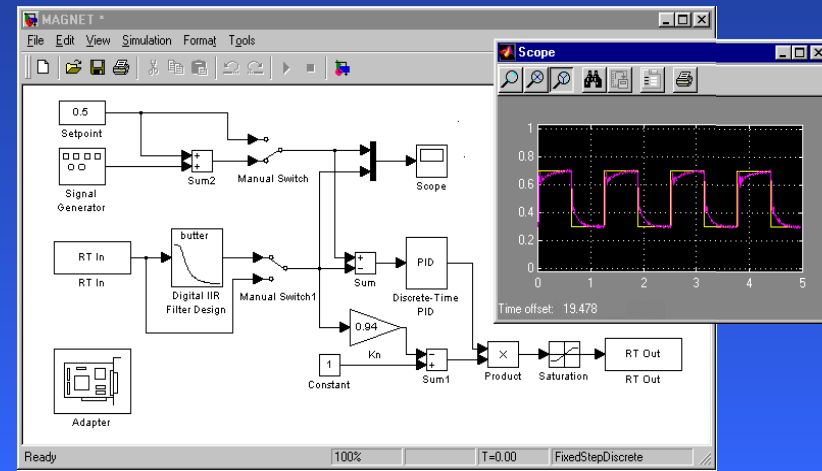 MAGNET *
File Edit View Simulation Format Tools
0.5
Setpoint
Signal
Generator
+
+
Sum2
Manual Switch
Scope
RT In
RT In
butter
Digital IIR
Filter Design
Manual Switch1
+
−
Sum
PID
Discrete-Time
PID
0.94
Kn
1
Constant
−
+
Sum1
×
Product
Saturation
RT Out
RT Out
Adapter
Ready 100% T=0.00 FixedStepDiscrete
Scope
1
0.8
0.6
0.4
0.2
0
0 1 2 3 4 5
Time offset: 19.478